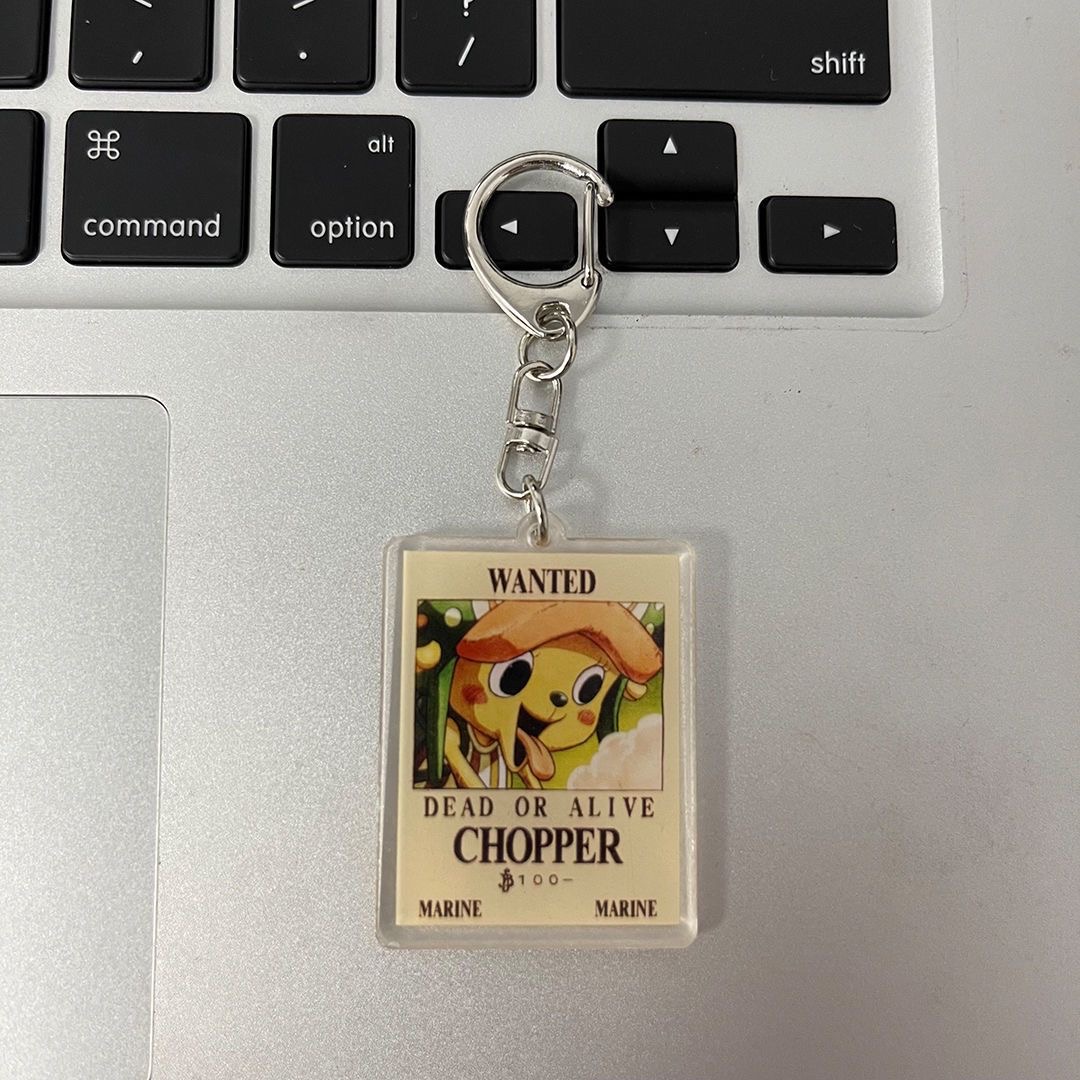 < , > . ? /
shift
⌘ alt
command option
▲
◀ ▼ ▶
WANTED
DEAD OR ALIVE
CHOPPER
฿100-
MARINE MARINE